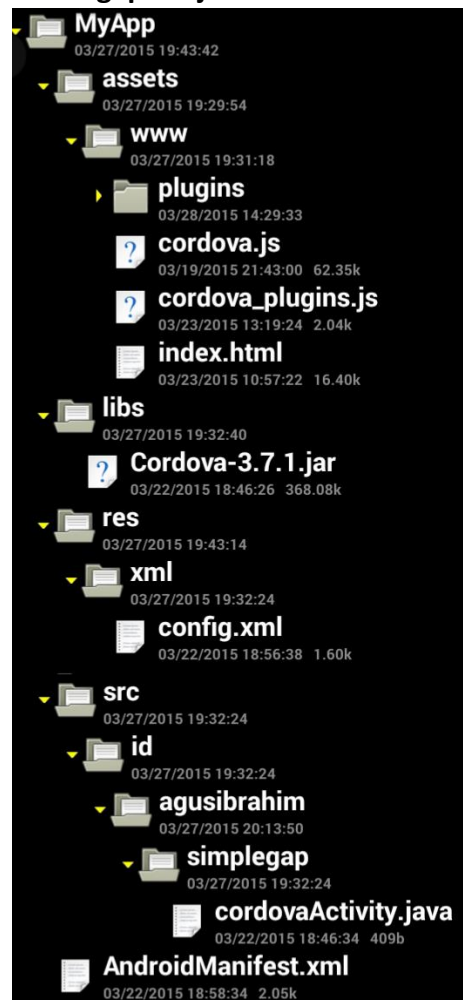 MyApp
03/27/2015 19:43:42
assets
03/27/2015 19:29:54
www
03/27/2015 19:31:18
plugins
03/28/2015 14:29:33
cordova.js
03/19/2015 21:43:00 62.35k
cordova_plugins.js
03/23/2015 13:19:24 2.04k
index.html
03/23/2015 10:57:22 16.40k
libs
03/27/2015 19:32:40
Cordova-3.7.1.jar
03/22/2015 18:46:26 368.08k
res
03/27/2015 19:43:14
xml
03/27/2015 19:32:24
config.xml
03/22/2015 18:56:38 1.60k
src
03/27/2015 19:32:24
id
03/27/2015 19:32:24
agusibrahim
03/27/2015 20:13:50
simplegap
03/27/2015 19:32:24
cordovaActivity.java
03/22/2015 18:46:34 409b
AndroidManifest.xml
03/22/2015 18:58:34 2.05k